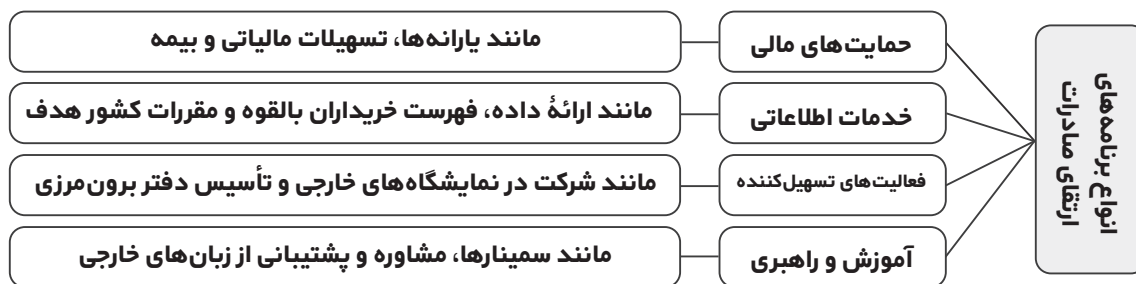 انواع برنامه‌های
ارتقای صادرات
حمایت‌های مالی
مانند یارانه‌ها، تسهیلات مالیاتی و بیمه
خدمات اطلاعاتی
مانند ارائهٔ داده، فهرست خریداران بالقوه و مقررات کشور هدف
فعالیت‌های تسهیل‌کننده
مانند شرکت در نمایشگاه‌های خارجی و تأسیس دفتر برون‌مرزی
آموزش و راهبری
مانند سمینارها، مشاوره و پشتیبانی از زبان‌های خارجی